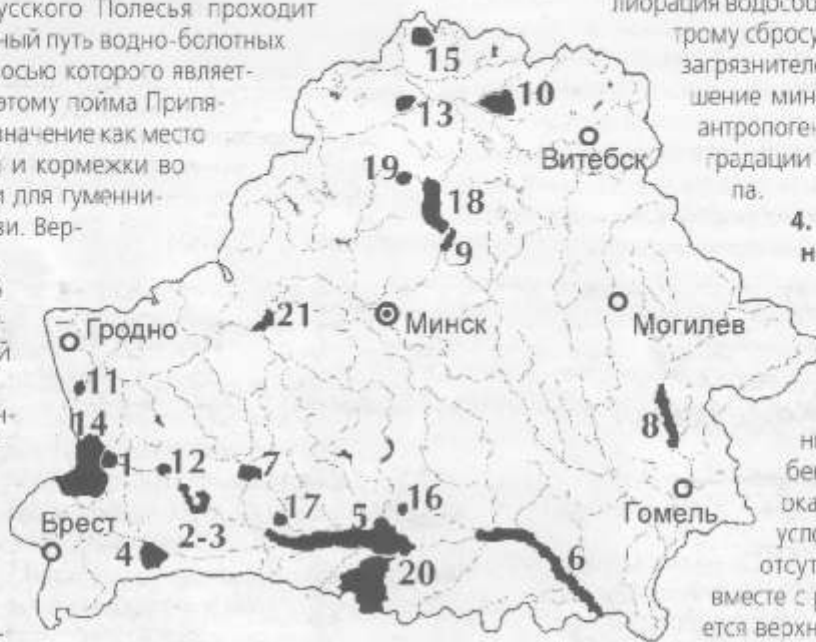 усского Полесья проходит
ный путь водно-болотных
осью которого являет-
этому пойма Припя-
значение как место
и кормежки во
и для гуменни-
зи. Вер-
й
н-
либрация водосбо
трому сбросу
загрязнител
шение мин
антропоген
градации
па.
4.
н
15
13
10
Витебск
19
18
9
21
Минск
Могилев
Гродно
11
14
1
12
7
8
2-3
17
5
16
Гомель
Брест
4
20
6
н
бе
ока
усло
отсут
вместе с р
ется верхн